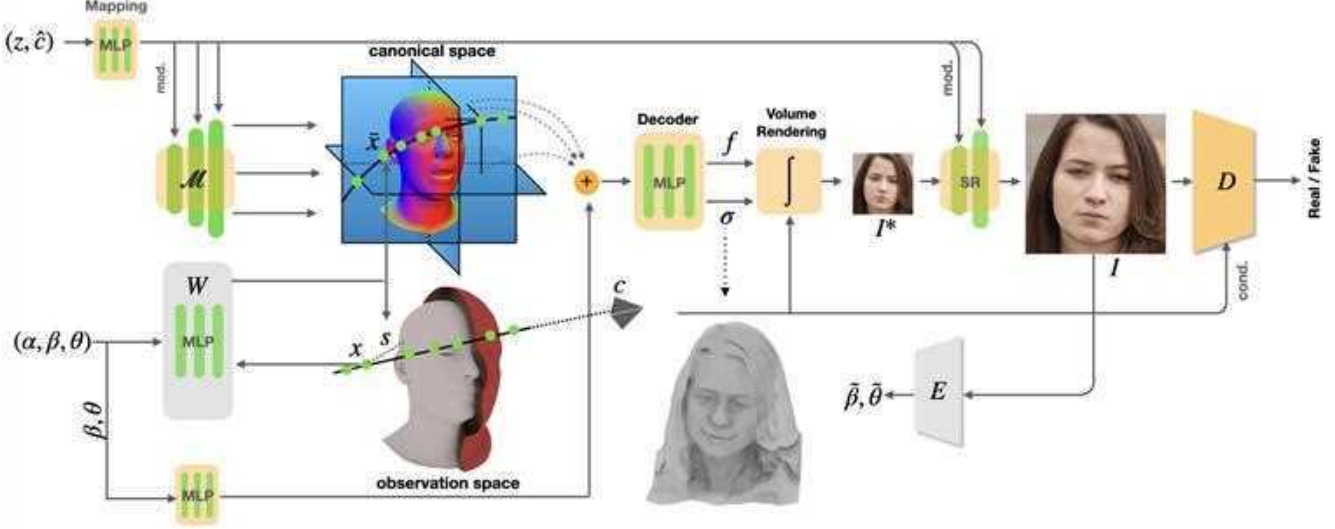 Mapping
(z, ĉ)
MLP
mod.
canonical space
mod.
x̄
ℳ
+
Decoder
MLP
f
σ
Volume
Rendering
∫
I*
SR
I
D
Real / Fake
W
MLP
(α, β, θ)
β, θ
x
s
c
cond.
β̃, θ̃
E
MLP
observation space